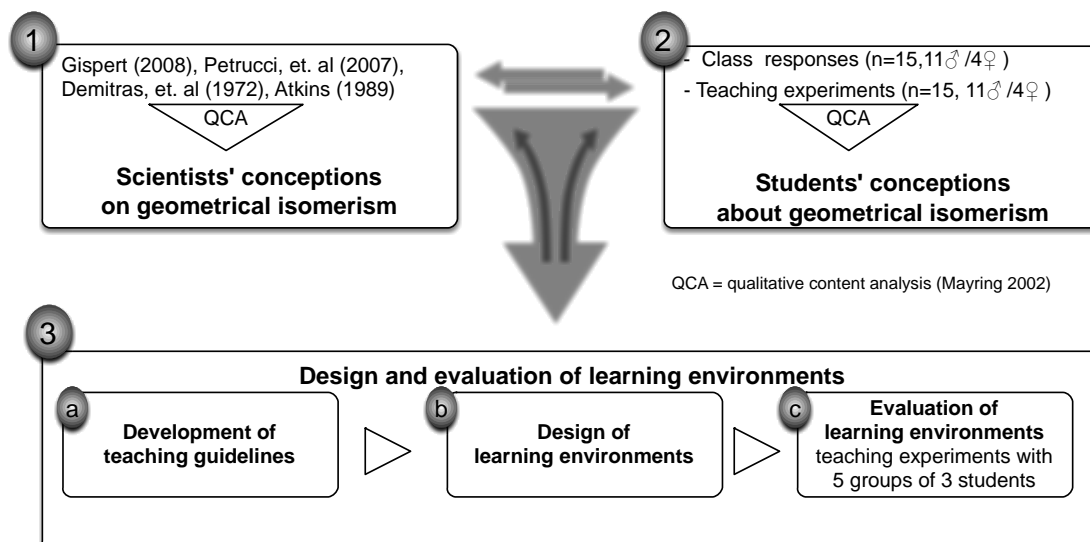 1
Gispert (2008), Petrucci, et. al (2007),
Demitras, et. al (1972), Atkins (1989)
QCA
Scientists' conceptions
on geometrical isomerism
2
- Class responses (n=15,11♂/4♀ )
- Teaching experiments (n=15, 11♂/4♀ )
QCA
Students' conceptions
about geometrical isomerism
QCA = qualitative content analysis (Mayring 2002)
3
Design and evaluation of learning environments
a
Development of
teaching guidelines
b
Design of
learning environments
c
Evaluation of
learning environments
teaching experiments with
5 groups of 3 students